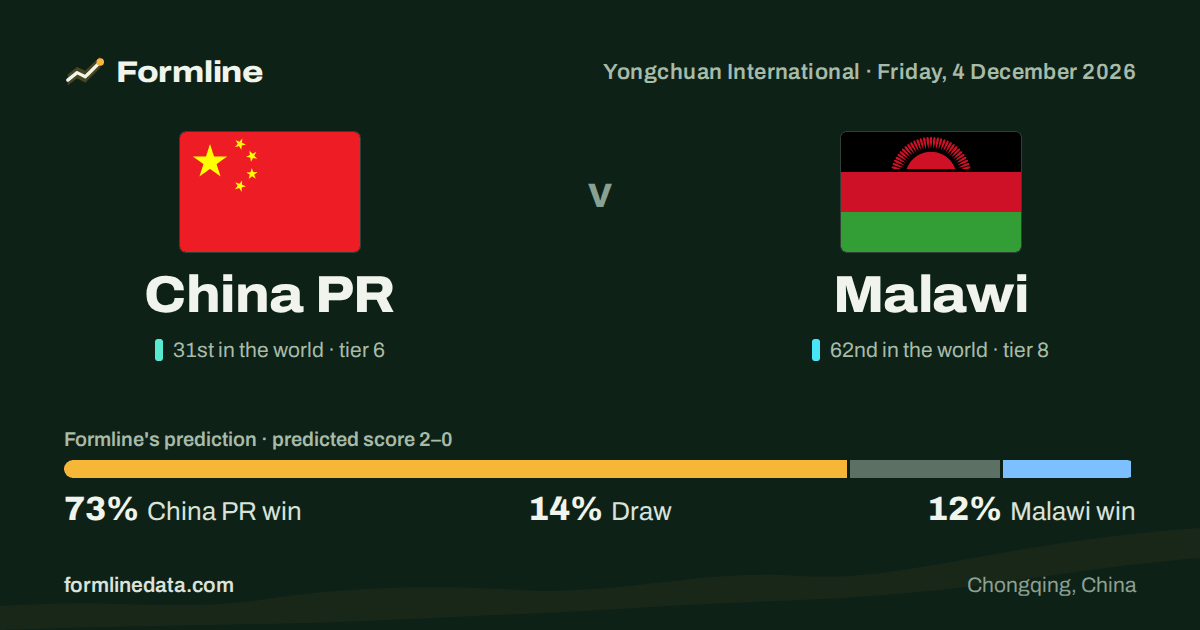 Formline
Yongchuan International · Friday, 4 December 2026
v
China PR
Malawi
31st in the world · tier 6
62nd in the world · tier 8
Formline's prediction · predicted score 2–0
73% China PR win
14% Draw
12% Malawi win
formlinedata.com
Chongqing, China